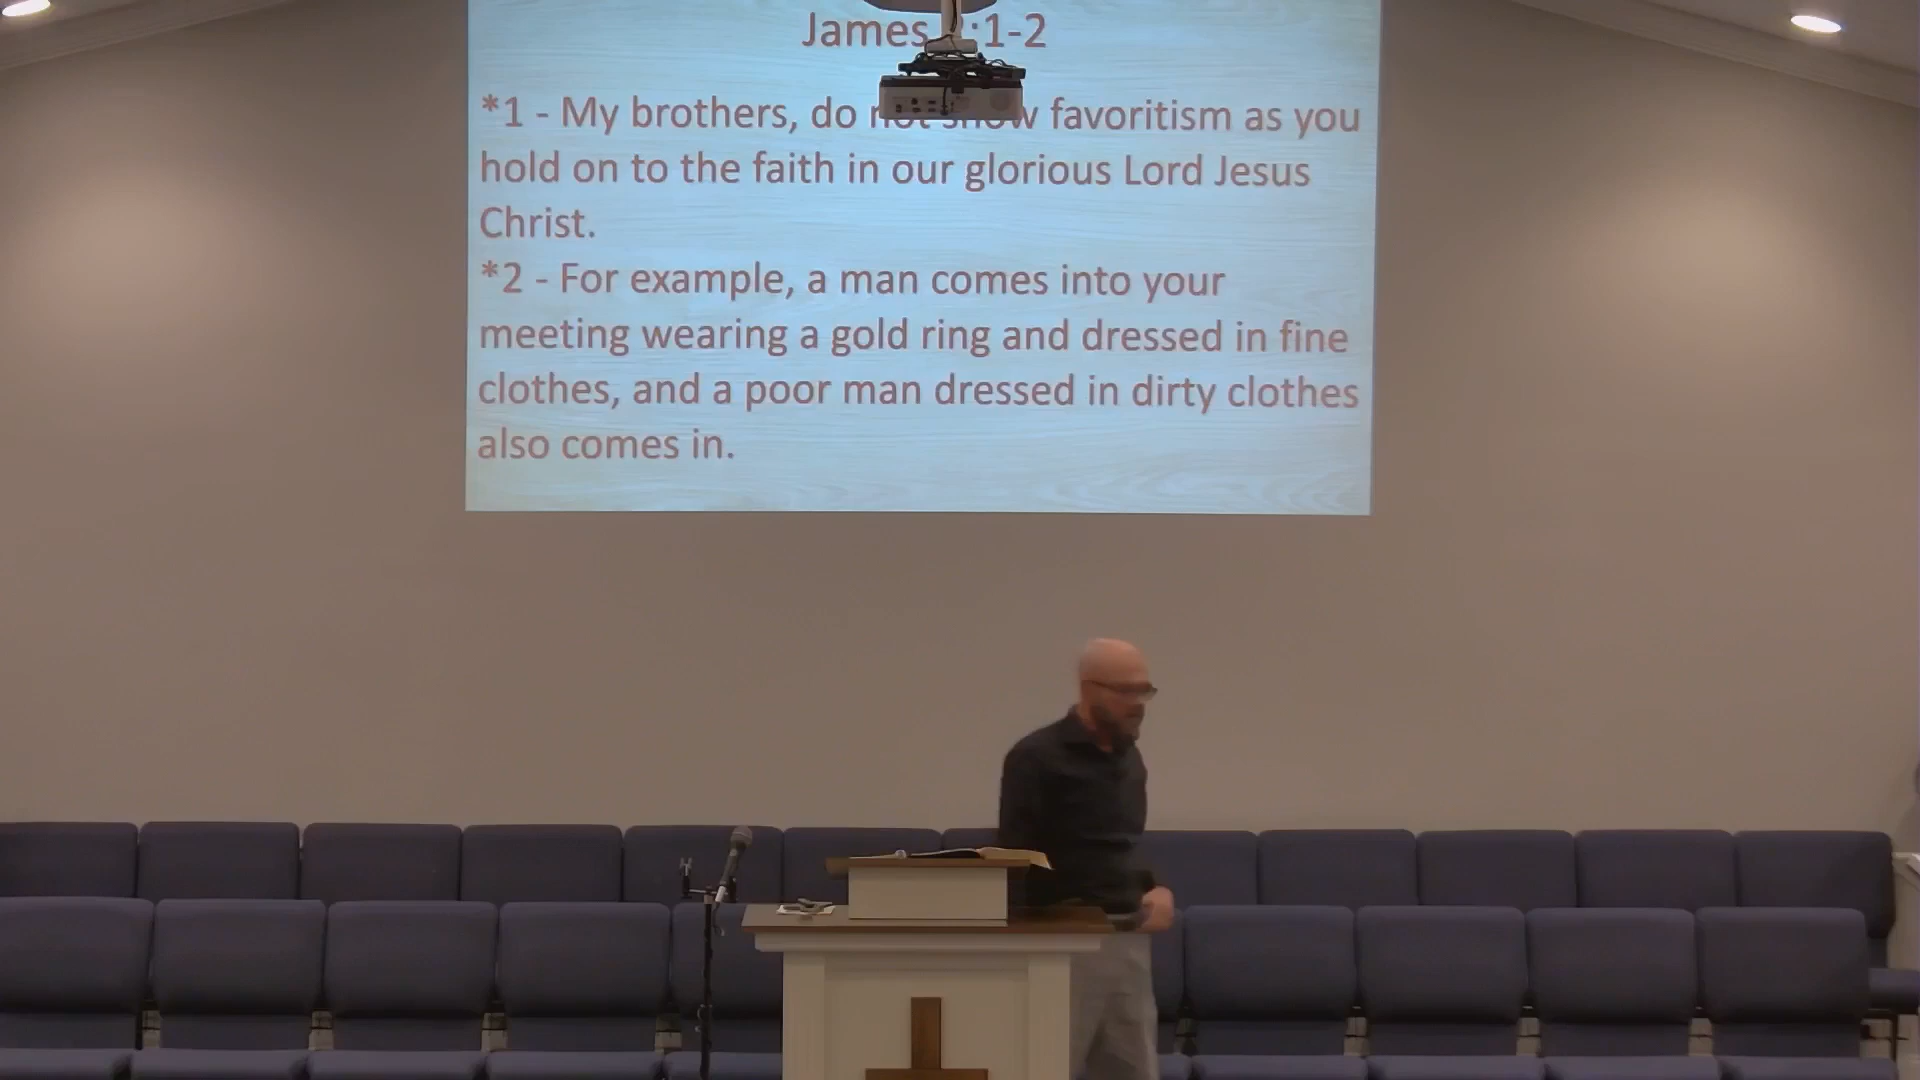 James :1-2
*1 - My brothers, do not show favoritism as you
hold on to the faith in our glorious Lord Jesus
Christ.
*2 - For example, a man comes into your
meeting wearing a gold ring and dressed in fine
clothes, and a poor man dressed in dirty clothes
also comes in.